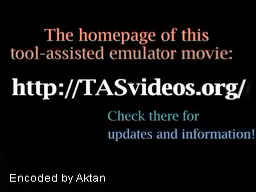 The homepage of this
tool-assisted emulator movie:
http://TASvideos.org/
Check there for
updates and information!
Encoded by Aktan